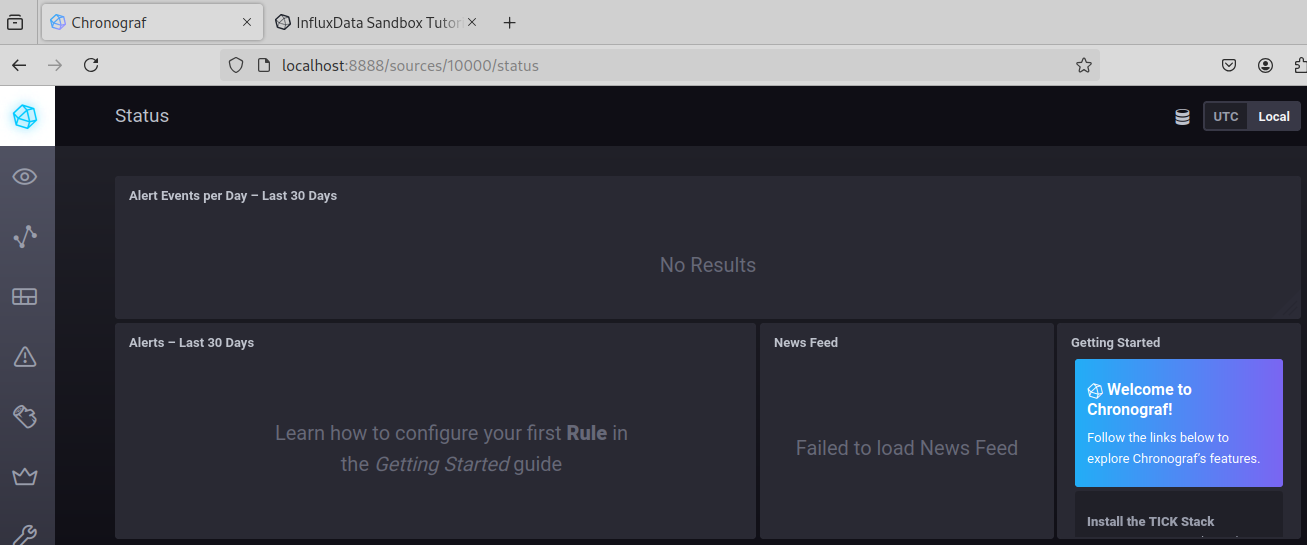 Chronograf
InfluxData Sandbox Tutor
localhost:8888/sources/10000/status
Status
UTC
Local
Alert Events per Day – Last 30 Days
No Results
Alerts – Last 30 Days
Learn how to configure your first Rule in
the Getting Started guide
News Feed
Failed to load News Feed
Getting Started
Welcome to
Chronograf!
Follow the links below to
explore Chronograf's features.
Install the TICK Stack